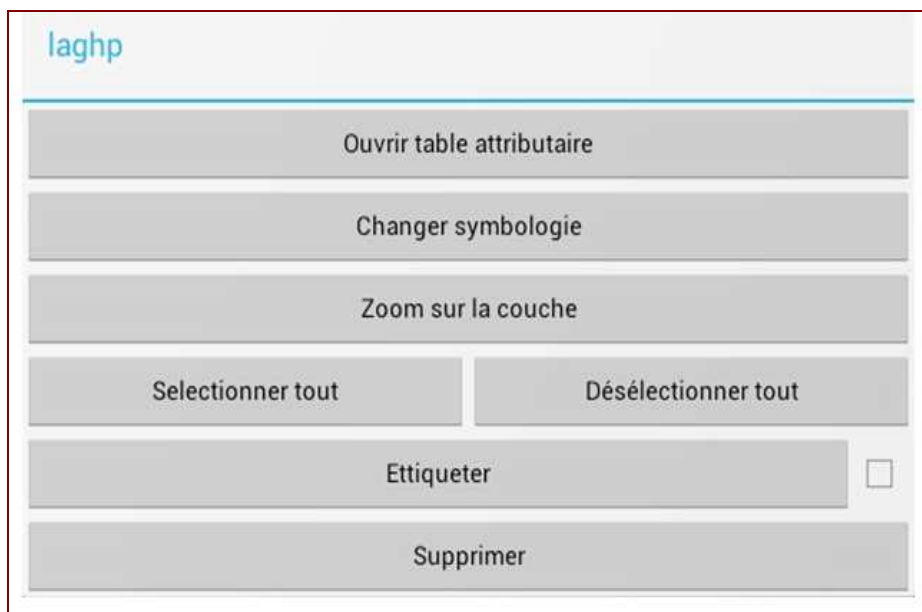 laghp
Ouvrir table attributaire
Changer symbologie
Zoom sur la couche
Selectionner tout
Désélectionner tout
Ettiqueter
Supprimer